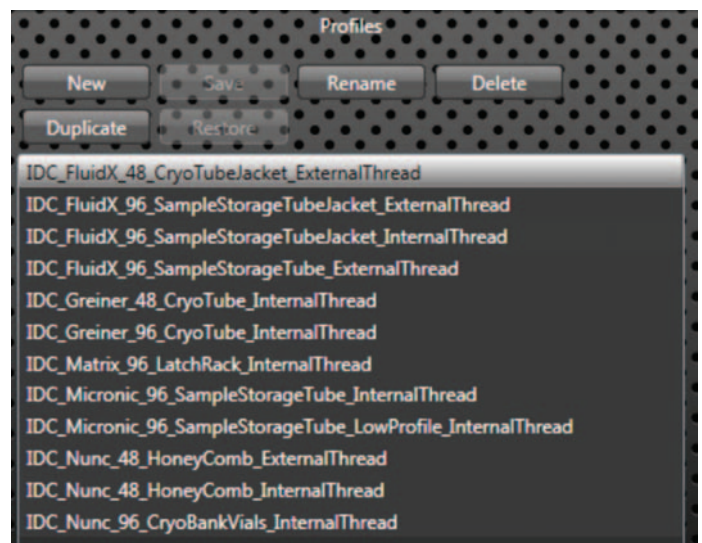 Profiles
New Save Rename Delete
Duplicate Restore
IDC_FluidX_48_CryoTubeJacket_ExternalThread
IDC_FluidX_96_SampleStorageTubeJacket_ExternalThread
IDC_FluidX_96_SampleStorageTubeJacket_InternalThread
IDC_FluidX_96_SampleStorageTube_ExternalThread
IDC_Greiner_48_CryoTube_InternalThread
IDC_Greiner_96_CryoTube_InternalThread
IDC_Matrix_96_LatchRack_InternalThread
IDC_Micronic_96_SampleStorageTube_InternalThread
IDC_Micronic_96_SampleStorageTube_LowProfile_InternalThread
IDC_Nunc_48_HoneyComb_ExternalThread
IDC_Nunc_48_HoneyComb_InternalThread
IDC_Nunc_96_CryoBankVials_InternalThread